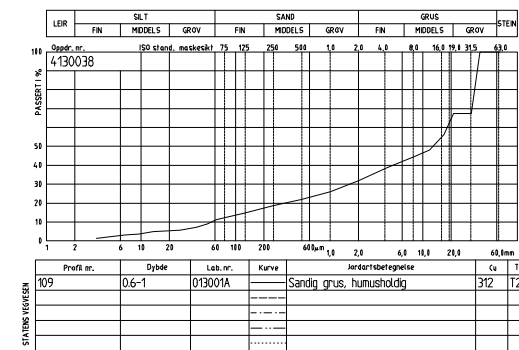 LEIR SILT SAND GRUS STEIN
FIN MIDDELS GROV FIN MIDDELS GROV FIN MIDDELS GROV
Oppdr. nr. ISO stand. maskesikt 75 125 250 500 1,0 2,0 4,0 8,0 16,0 19,0 31,5 63,0
100
4130038
PASSERT I %
50
40
30
20
10
0
1 2 6 10 20 60 100 200 600µm 1,0 2,0 6,0 10,0 20,0 60,0mm
Profil nr. Dybde Lab.nr. Kurve Jordartsbetegnelse Cu T
109 0.6-1 013001A Sandig grus, humusholdig 312 T2
STATENS VEGVESEN